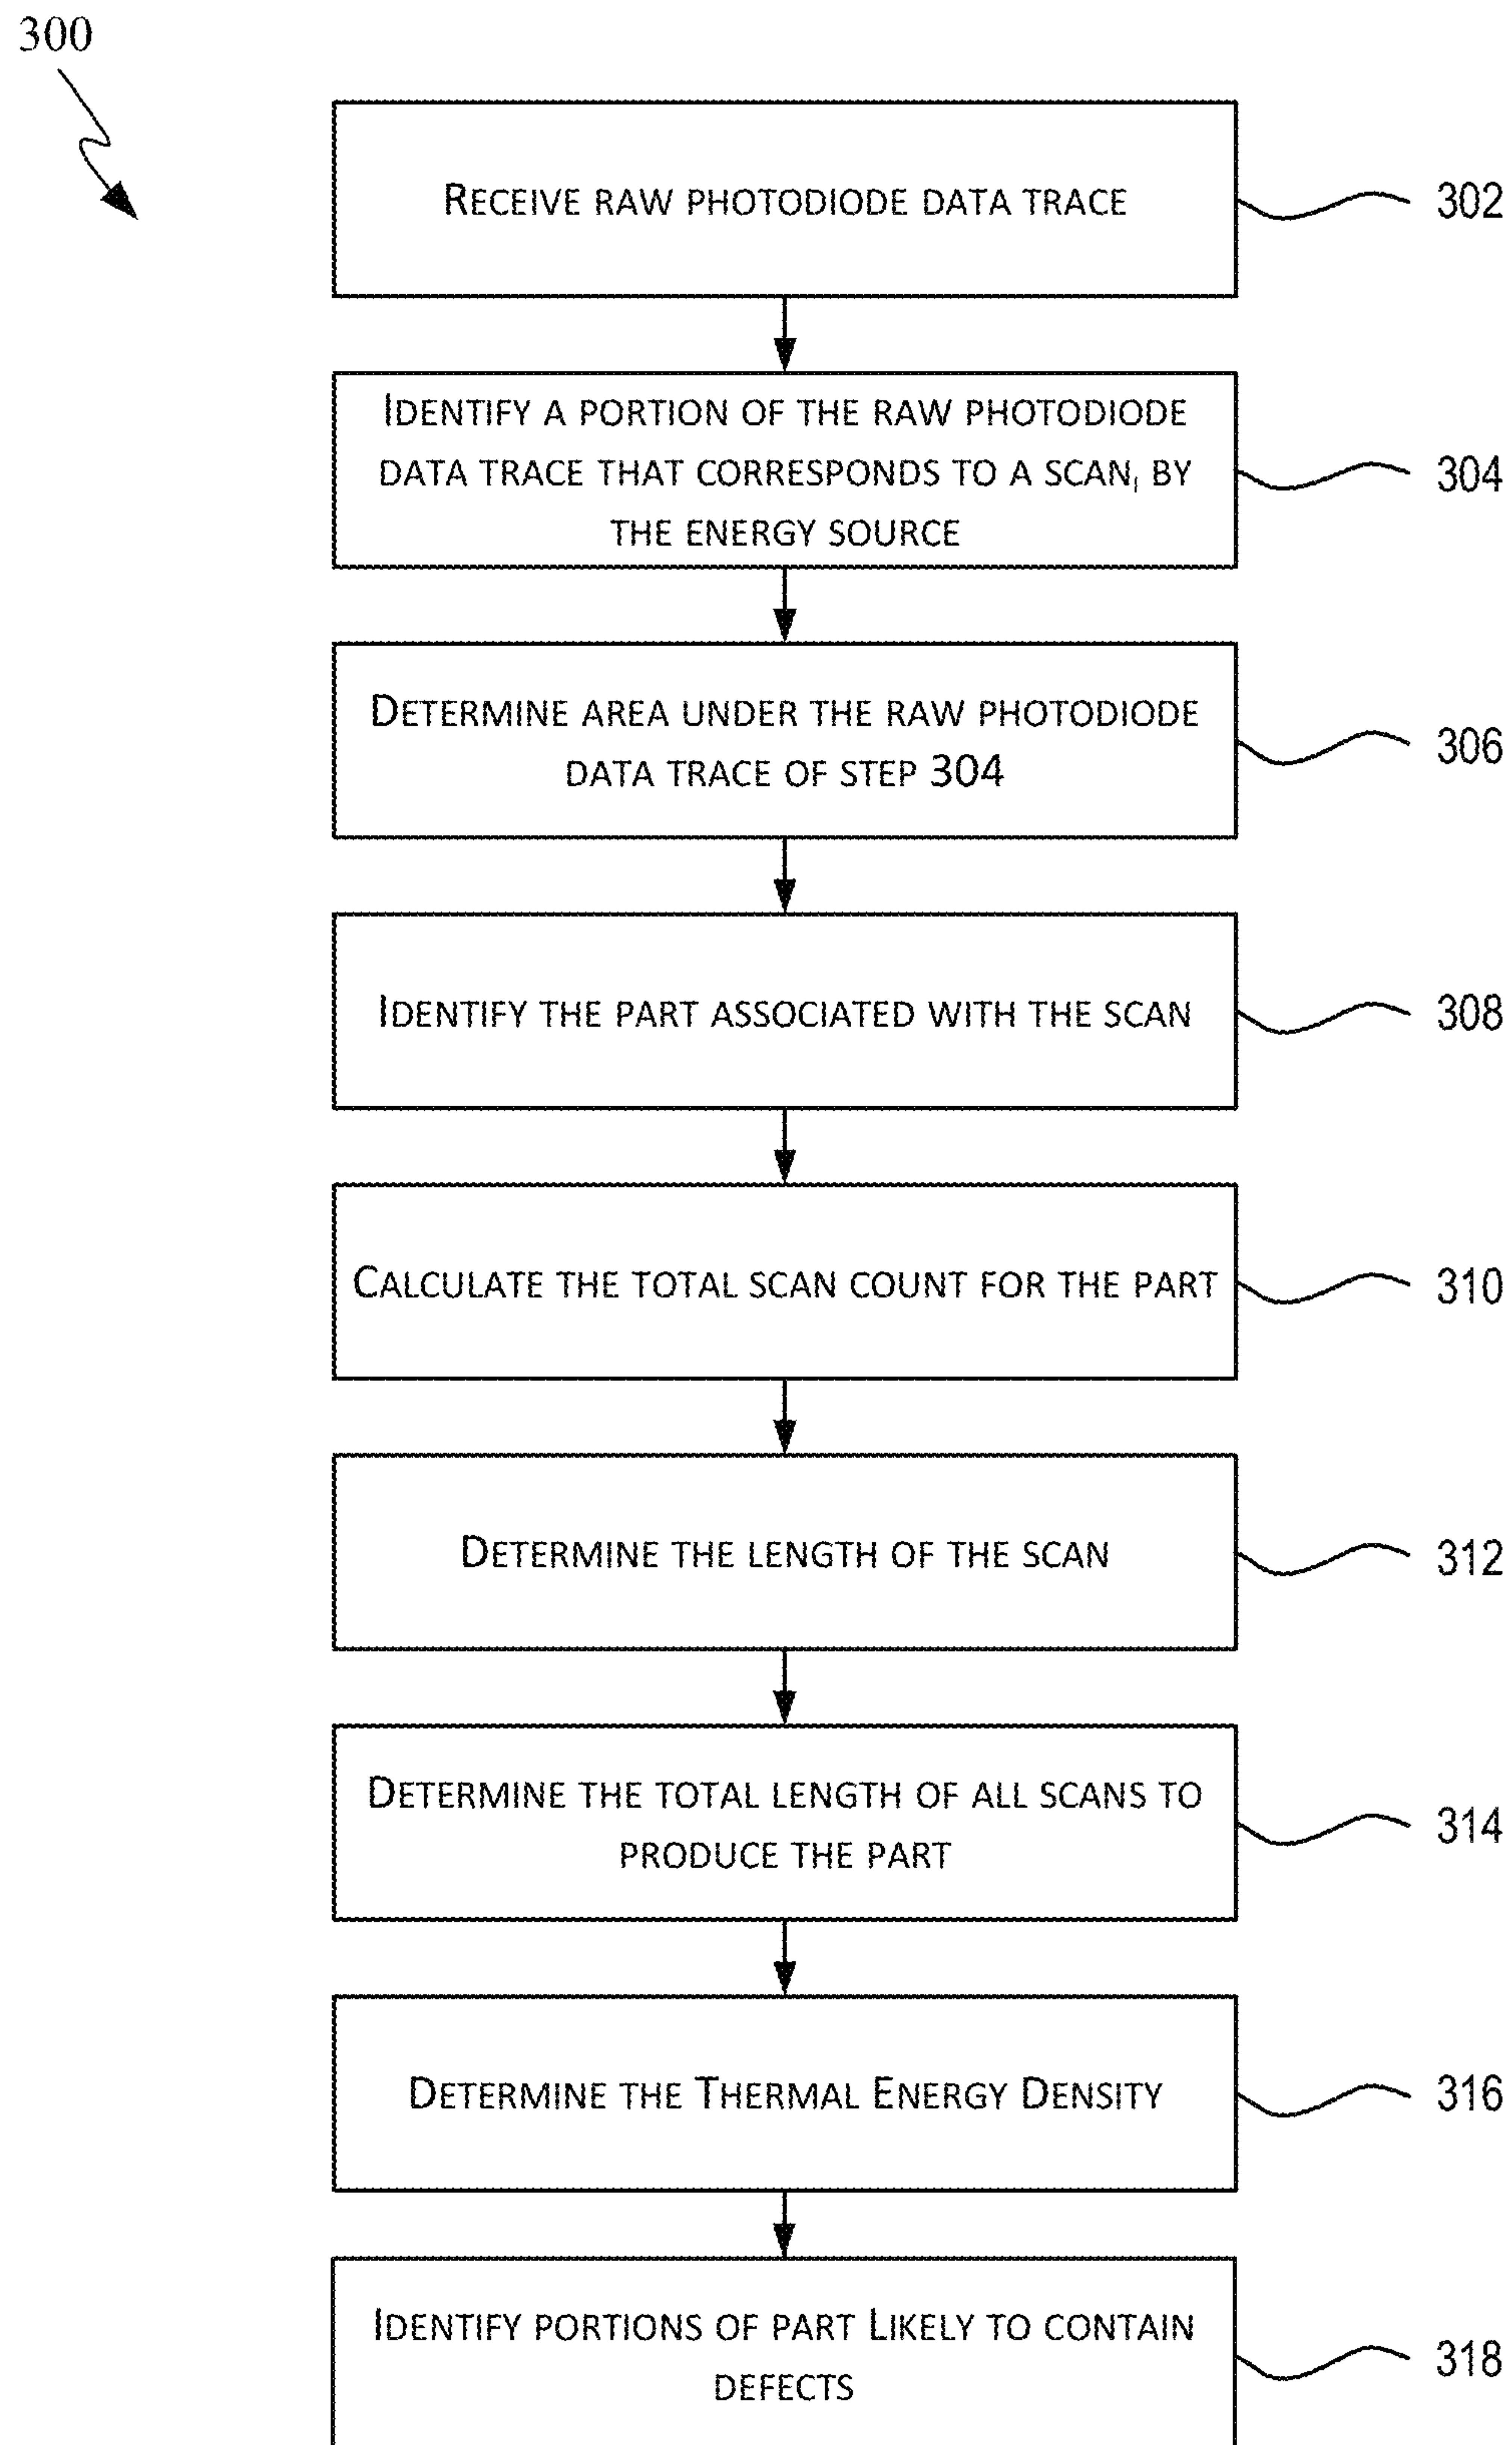 300
RECEIVE RAW PHOTODIODE DATA TRACE
302
IDENTIFY A PORTION OF THE RAW PHOTODIODE
DATA TRACE THAT CORRESPONDS TO A SCAN, BY
THE ENERGY SOURCE
304
DETERMINE AREA UNDER THE RAW PHOTODIODE
DATA TRACE OF STEP 304
306
IDENTIFY THE PART ASSOCIATED WITH THE SCAN
308
CALCULATE THE TOTAL SCAN COUNT FOR THE PART
310
DETERMINE THE LENGTH OF THE SCAN
312
DETERMINE THE TOTAL LENGTH OF ALL SCANS TO
PRODUCE THE PART
314
DETERMINE THE THERMAL ENERGY DENSITY
316
IDENTIFY PORTIONS OF PART LIKELY TO CONTAIN
DEFECTS
318